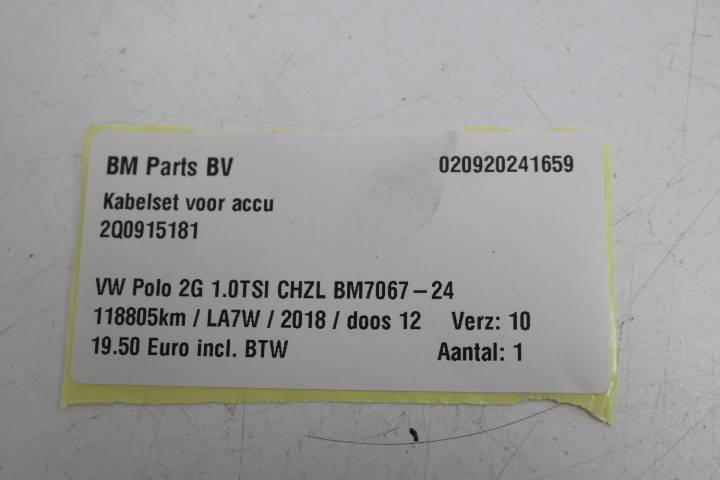 BM Parts BV 020920241659
Kabelset voor accu
2Q0915181
VW Polo 2G 1.0TSI CHZL BM7067-24
118805km / LA7W / 2018 / doos 12 Verz: 10
19.50 Euro incl. BTW Aantal: 1